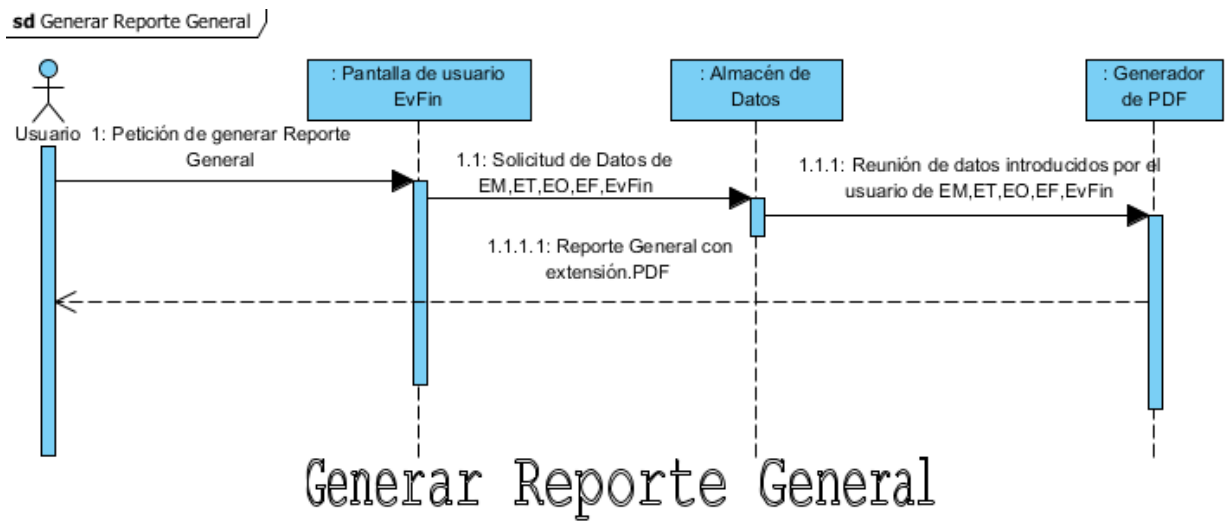 sd Generar Reporte General
: Pantalla de usuario
EvFin
: Almacén de
Datos
: Generador
de PDF
Usuario
1: Petición de generar Reporte
General
1.1: Solicitud de Datos de
EM,ET,EO,EF,EvFin
1.1.1: Reunión de datos introducidos por el
usuario de EM,ET,EO,EF,EvFin
1.1.1.1: Reporte General con
extensión.PDF
Generar Reporte General